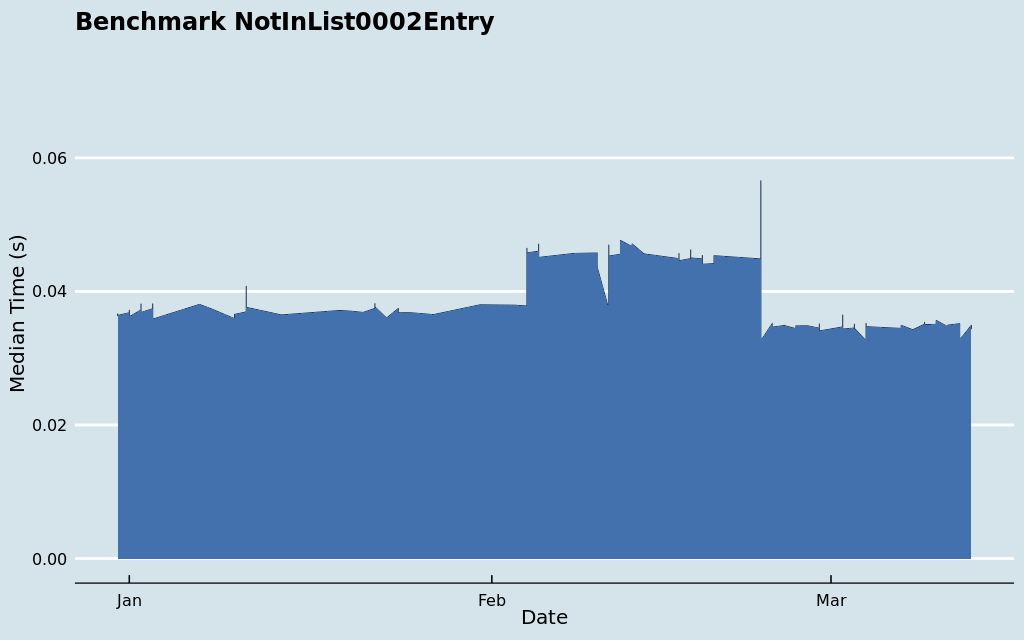 Benchmark NotInList0002Entry
Median Time (s)
0.06
0.04
0.02
0.00
Jan Feb Mar
Date